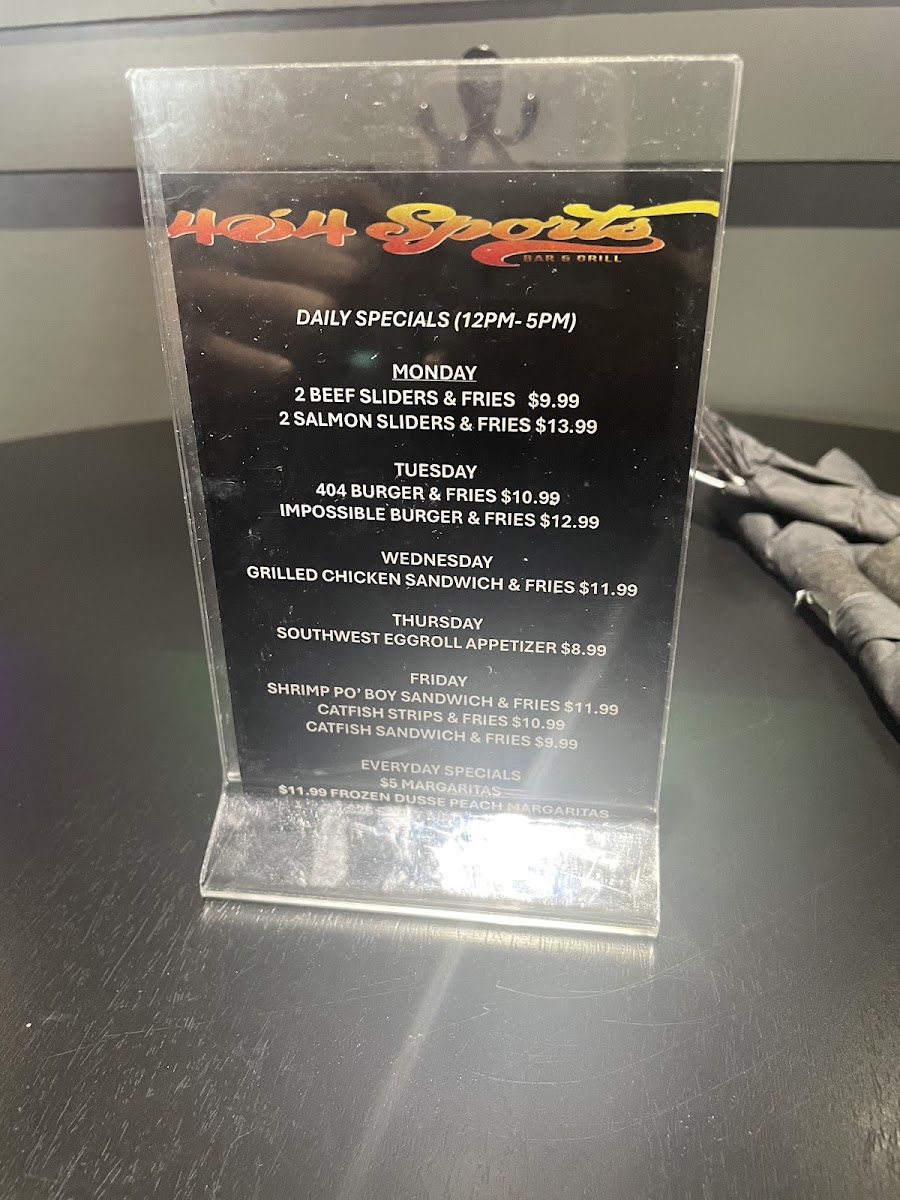 404 Sports
BAR & GRILL
DAILY SPECIALS (12PM- 5PM)
MONDAY
2 BEEF SLIDERS & FRIES $9.99
2 SALMON SLIDERS & FRIES $13.99
TUESDAY
404 BURGER & FRIES $10.99
IMPOSSIBLE BURGER & FRIES $12.99
WEDNESDAY
GRILLED CHICKEN SANDWICH & FRIES $11.99
THURSDAY
SOUTHWEST EGGROLL APPETIZER $8.99
FRIDAY
SHRIMP PO' BOY SANDWICH & FRIES $11.99
CATFISH STRIPS & FRIES $10.99
CATFISH SANDWICH & FRIES $9.99
EVERYDAY SPECIALS
$5 MARGARITAS
$11.99 FROZEN DUSSE PEACH MARGARITAS